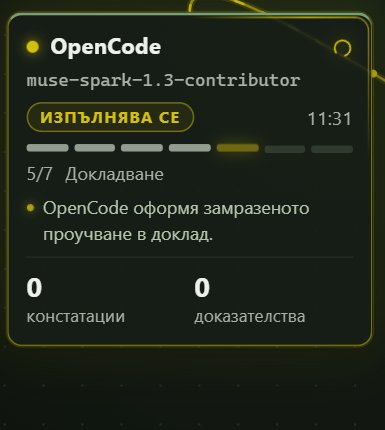 OpenCode
muse-spark-1.3-contributor
ИЗПЪЛНЯВА СЕ 11:31
5/7 Докладване
OpenCode оформя замразеното
проучване в доклад.
0 0
констатации доказателства